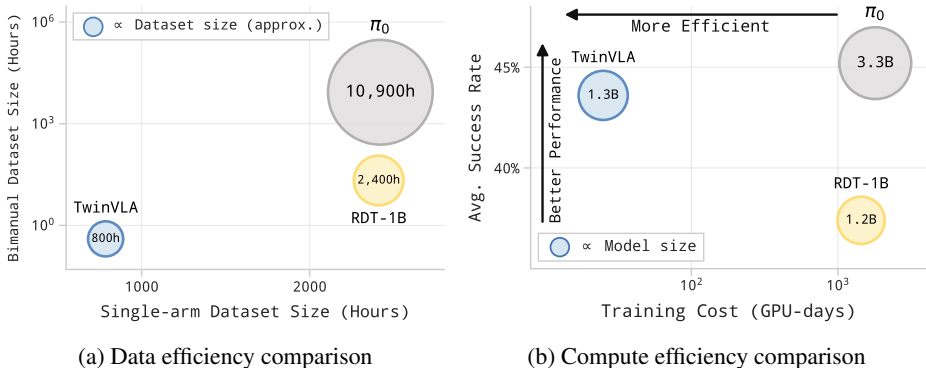 10⁶
10³
10⁰
Bimanual Dataset Size (Hours)
∝ Dataset size (approx.)
π₀
10,900h
2,400h
RDT-1B
TwinVLA
800h
1000
2000
Single-arm Dataset Size (Hours)
(a) Data efficiency comparison
Avg. Success Rate
45%
40%
More Efficient
Better Performance
π₀
3.3B
TwinVLA
1.3B
RDT-1B
1.2B
∝ Model size
10²
10³
Training Cost (GPU-days)
(b) Compute efficiency comparison